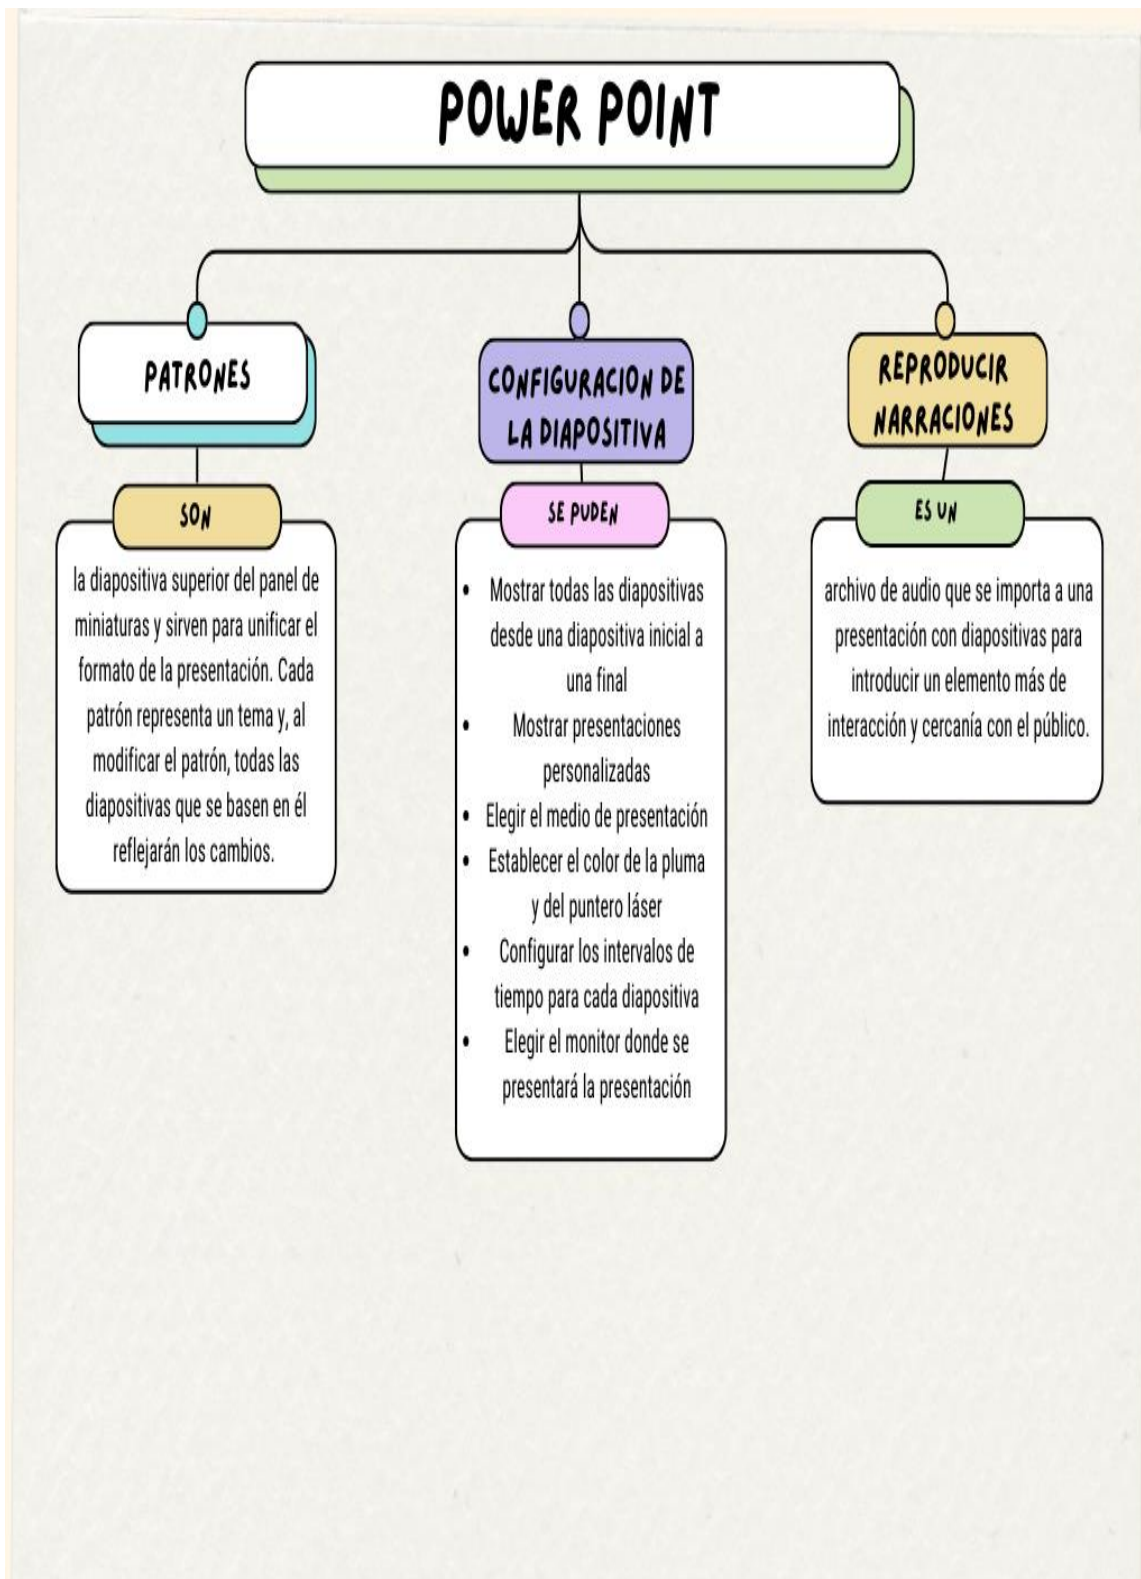 POWER POINT
PATRONES
SON
la diapositiva superior del panel de
miniaturas y sirven para unificar el
formato de la presentación. Cada
patrón representa un tema y, al
modificar el patrón, todas las
diapositivas que se basen en él
reflejarán los cambios.
CONFIGURACION DE
LA DIAPOSITIVA
SE PUDEN
• Mostrar todas las diapositivas
desde una diapositiva inicial a
una final
• Mostrar presentaciones
personalizadas
• Elegir el medio de presentación
• Establecer el color de la pluma
y del puntero láser
• Configurar los intervalos de
tiempo para cada diapositiva
• Elegir el monitor donde se
presentará la presentación
REPRODUCIR
NARRACIONES
ES UN
archivo de audio que se importa a una
presentación con diapositivas para
introducir un elemento más de
interacción y cercanía con el público.